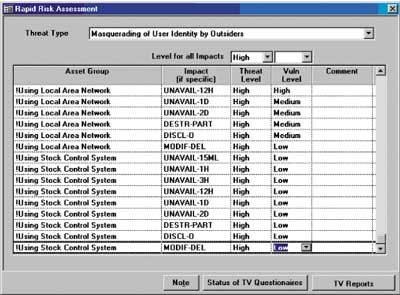 Rapid Risk Assessment
Threat Type Masquerading of User Identity by Outsiders
Level for all Impacts High
Asset Group Impact (if specific) Threat Level Vuln Level Comment
!Using Local Area Network UNAVAIL-12H High High
!Using Local Area Network UNAVAIL-1D High Medium
!Using Local Area Network UNAVAIL-2D High Medium
!Using Local Area Network DESTR-PART High Medium
!Using Local Area Network DISCL-O High Medium
!Using Local Area Network MODIF-DEL High Low
!Using Stock Control System UNAVAIL-15ML High Low
!Using Stock Control System UNAVAIL-1H High Low
!Using Stock Control System UNAVAIL-3H High Low
!Using Stock Control System UNAVAIL-12H High Low
!Using Stock Control System UNAVAIL-1D High Low
!Using Stock Control System UNAVAIL-2D High Low
!Using Stock Control System DESTR-PART High Low
!Using Stock Control System DISCL-O High Low
!Using Stock Control System MODIF-DEL High Low
Note Status of TV Questionaires TV Reports